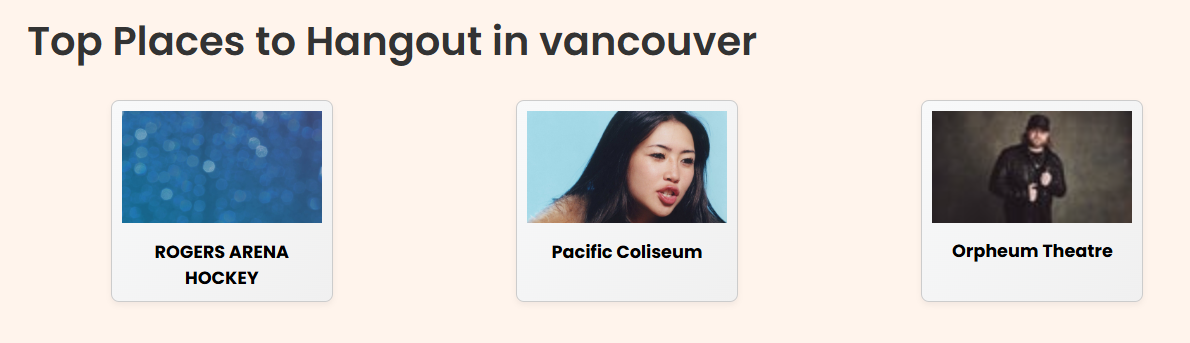 Top Places to Hangout in vancouver
ROGERS ARENA
HOCKEY
Pacific Coliseum
Orpheum Theatre